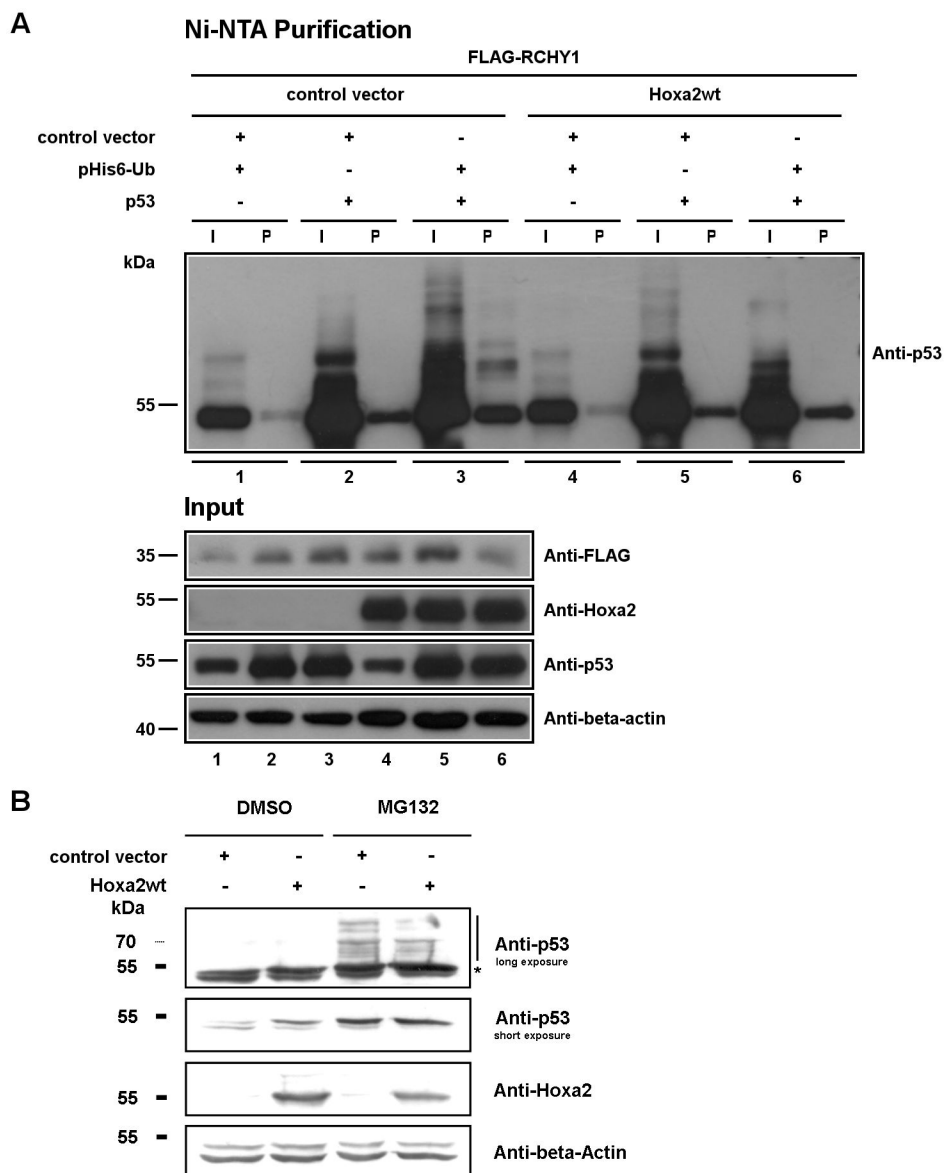 A
Ni-NTA Purification
FLAG-RCHY1
control vector Hoxa2wt
control vector + + - + + -
pHis6-Ub + - + + - +
p53 - + + - + +
I P I P I P I P I P I P
kDa
Anti-p53
55
1 2 3 4 5 6
Input
35 Anti-FLAG
55 Anti-Hoxa2
55 Anti-p53
40 Anti-beta-actin
1 2 3 4 5 6
B
DMSO MG132
control vector + - + -
Hoxa2wt - + - +
kDa
70 Anti-p53
long exposure
55 *
55 Anti-p53
short exposure
55 Anti-Hoxa2
55 Anti-beta-Actin